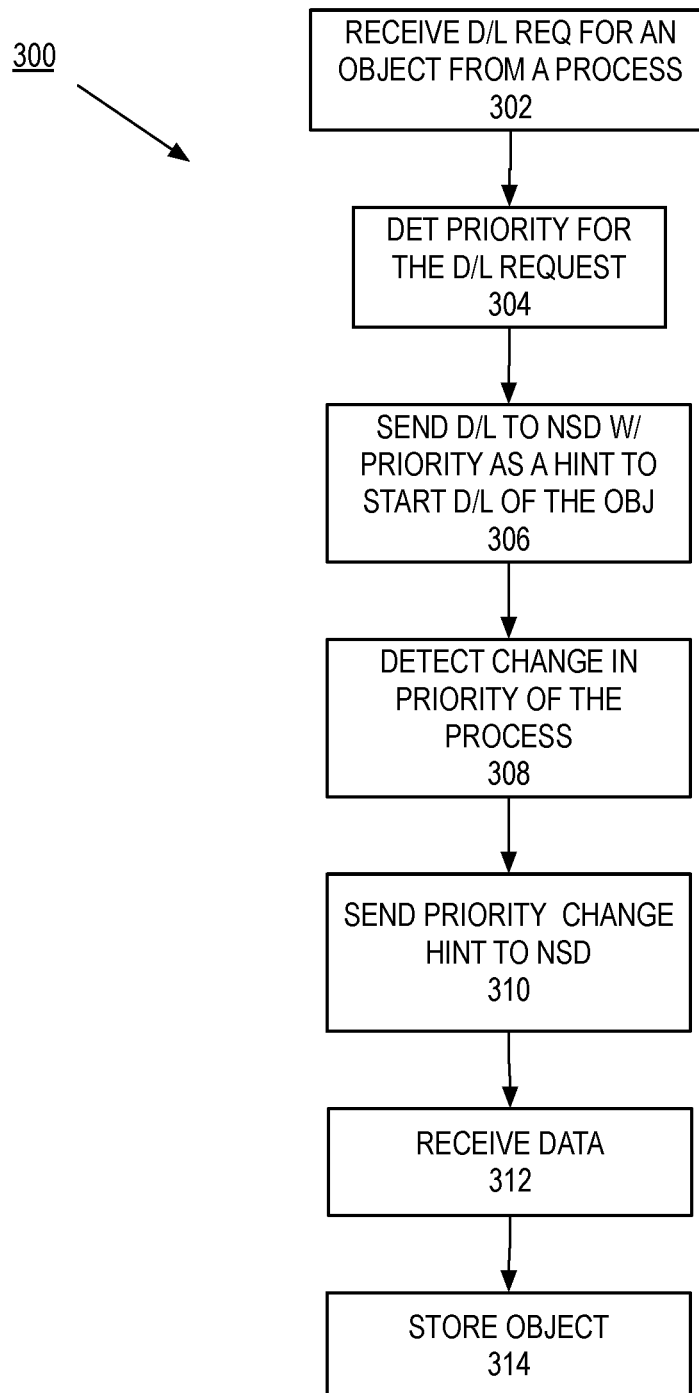 300
RECEIVE D/L REQ FOR AN
OBJECT FROM A PROCESS
302
DET PRIORITY FOR
THE D/L REQUEST
304
SEND D/L TO NSD W/
PRIORITY AS A HINT TO
START D/L OF THE OBJ
306
DETECT CHANGE IN
PRIORITY OF THE
PROCESS
308
SEND PRIORITY CHANGE
HINT TO NSD
310
RECEIVE DATA
312
STORE OBJECT
314